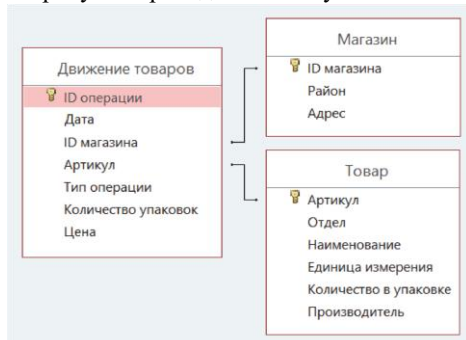 Движение товаров
ID операции
Дата
ID магазина
Артикул
Тип операции
Количество упаковок
Цена
Магазин
ID магазина
Район
Адрес
Товар
Артикул
Отдел
Наименование
Единица измерения
Количество в упаковке
Производитель